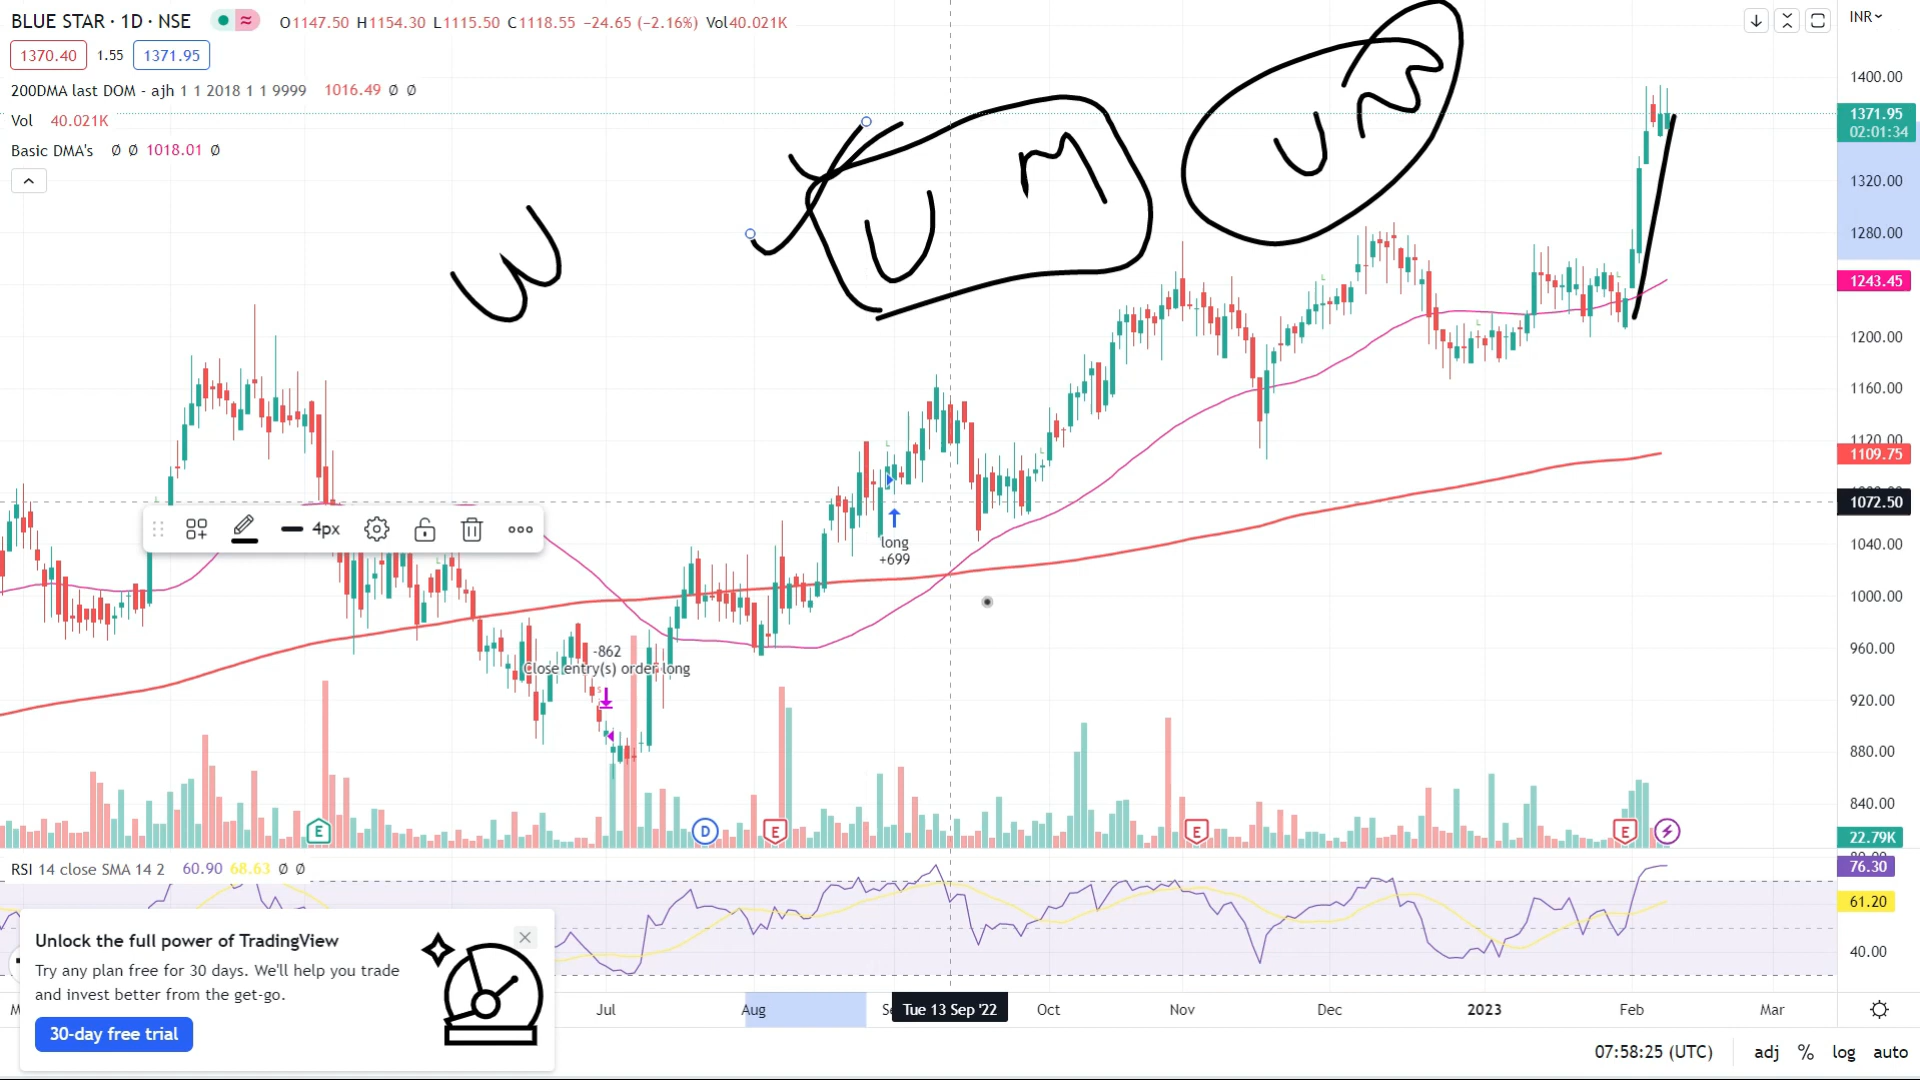 BLUE STAR · 1D · NSE O1147.50 H1154.30 L1115.50 C1118.55 −24.65 (−2.16%) Vol40.021K
INR
1370.40 1.55 1371.95
200DMA last DOM - ajh 1 1 2018 1 1 9999 1016.49 Ø Ø
Vol 40.021K
Basic DMA's Ø Ø 1018.01 Ø
W
U M
U M
1400.00
1371.95
02:01:34
1320.00
1280.00
1243.45
1200.00
1160.00
1120.00
1109.75
1072.50
1040.00
1000.00
960.00
920.00
880.00
840.00
22.79K
4px
long
+699
-862
Close entry(s) order long
E D E E E
RSI 14 close SMA 14 2 60.90 68.63 Ø Ø
76.30
61.20
40.00
Unlock the full power of TradingView
Try any plan free for 30 days. We'll help you trade
and invest better from the get-go.
30-day free trial
Jul Aug Tue 13 Sep '22 Oct Nov Dec 2023 Feb Mar
07:58:25 (UTC) adj % log auto